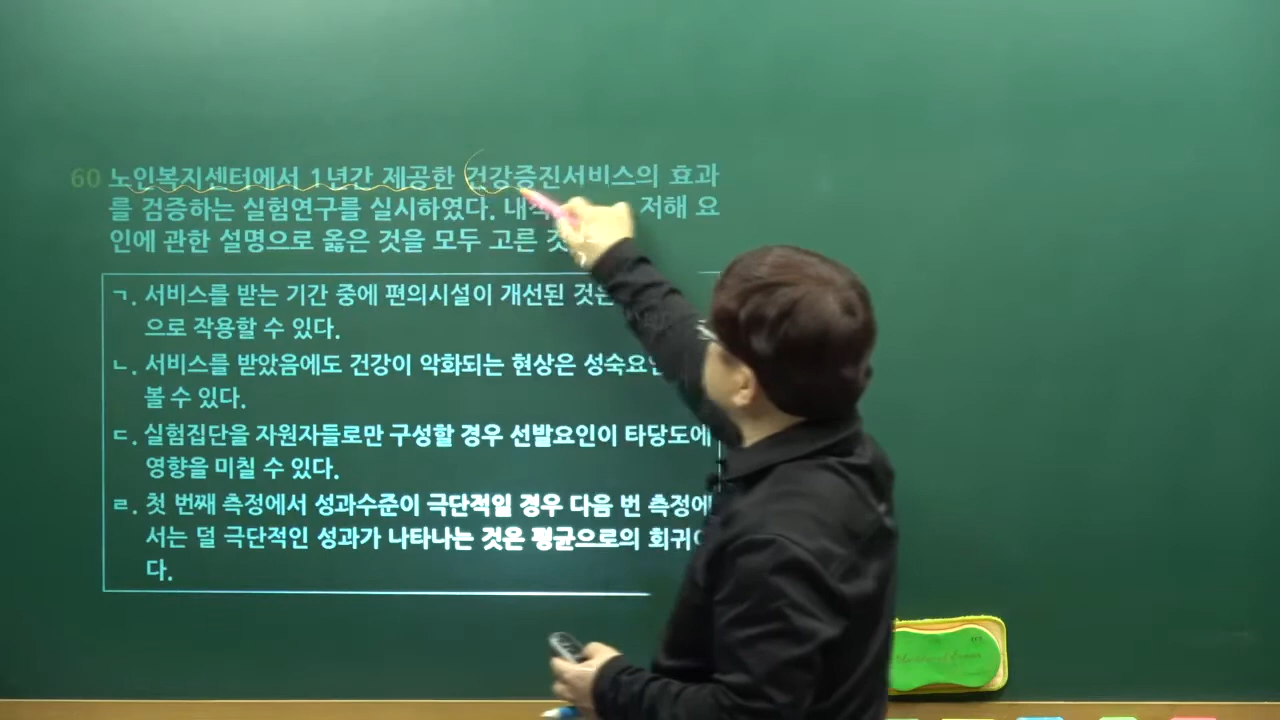 60 노인복지센터에서 1년간 제공한 건강증진서비스의 효과
를 검증하는 실험연구를 실시하였다. 저해 요
인에 관한 설명으로 옳은 것을 모두 고른
ㄱ. 서비스를 받는 기간 중에 편의시설이 개선된 것은
으로 작용할 수 있다.
ㄴ. 서비스를 받았음에도 건강이 악화되는 현상은
볼 수 있다.
ㄷ. 실험집단을 자원자들로만 구성할 경우 선발요인이 타당도에
영향을 미칠 수 있다.
ㄹ. 첫 번째 측정에서 성과수준이 극단적일 경우 다음 번 측정에
서는 덜 극단적인 성과가 나타나는 것은 평균으로의
다.